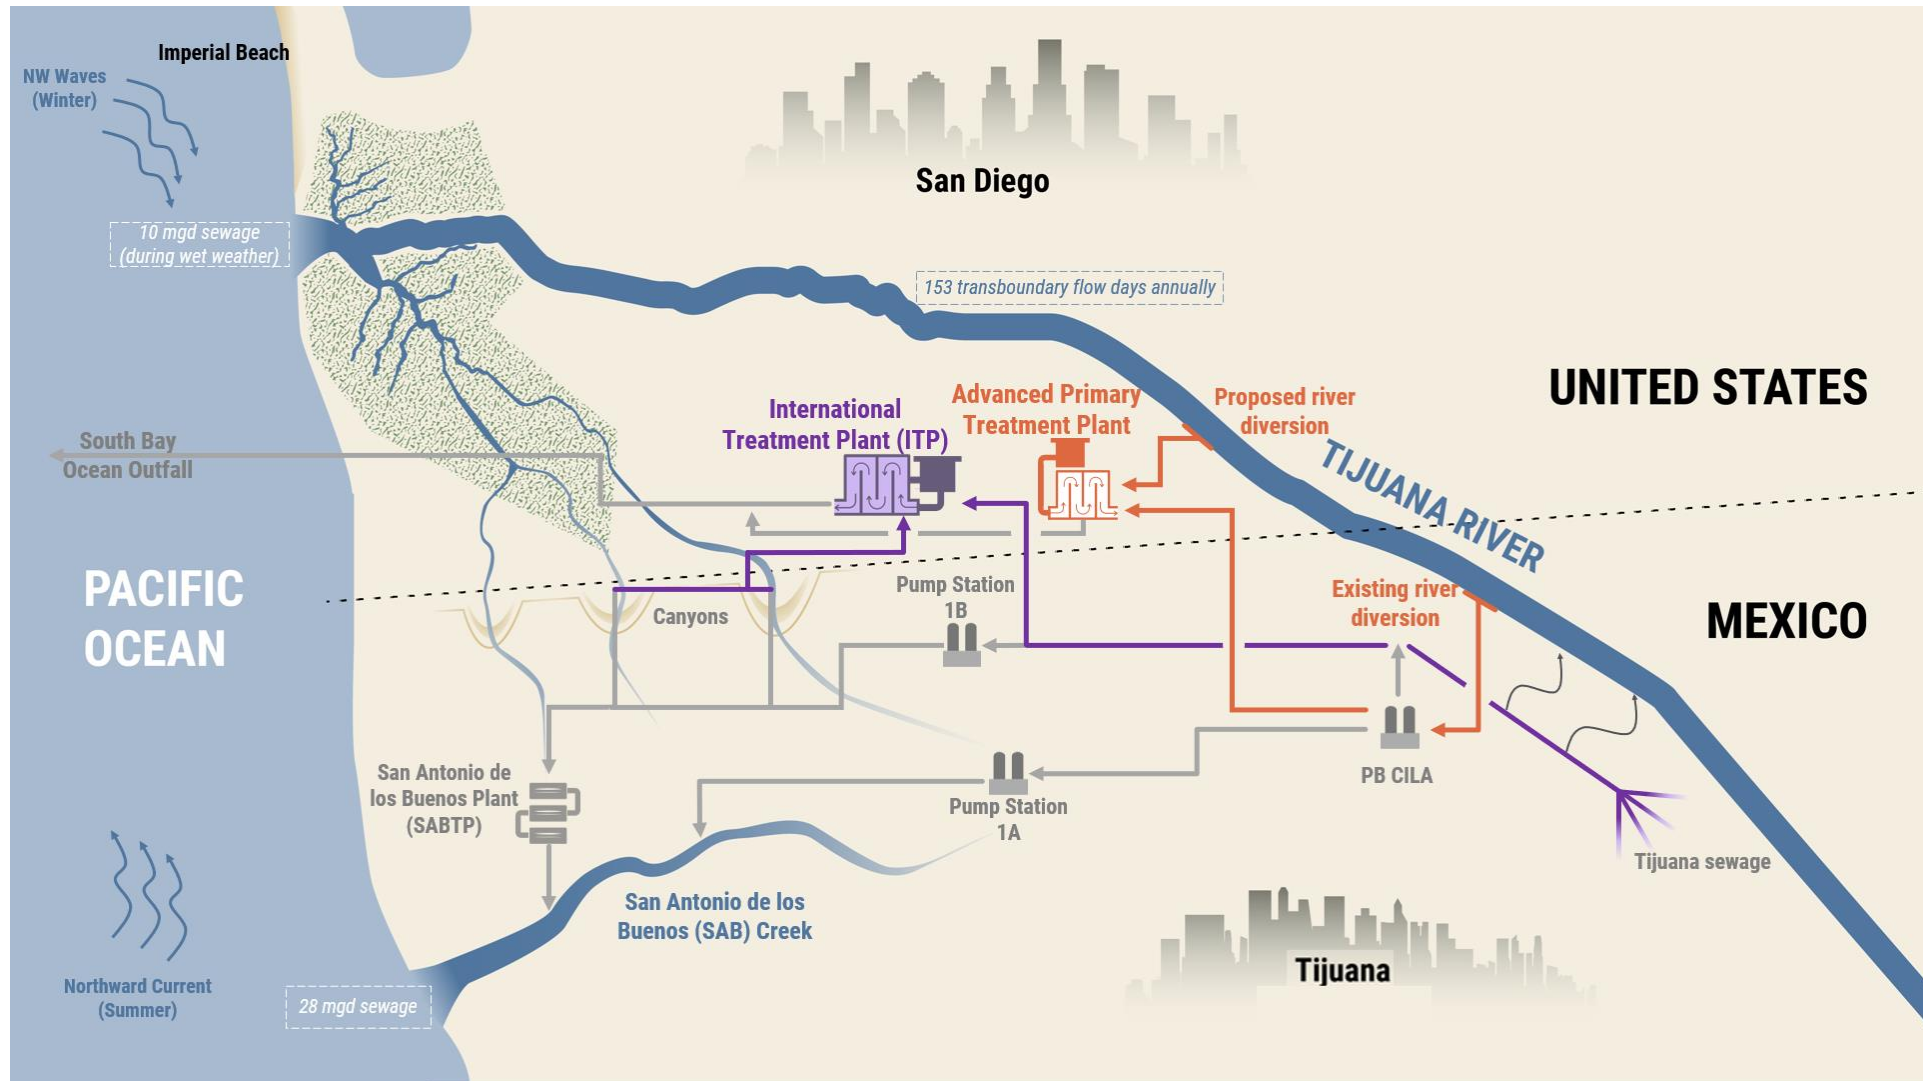 Imperial Beach
NW Waves
(Winter)
San Diego
10 mgd sewage
(during wet weather)
153 transboundary flow days annually
UNITED STATES
Advanced Primary
Treatment Plant
Proposed river
diversion
International
Treatment Plant (ITP)
South Bay
Ocean Outfall
TIJUANA RIVER
PACIFIC
OCEAN
Pump Station
1B
Existing river
diversion
MEXICO
Canyons
San Antonio de
los Buenos Plant
(SABTP)
Pump Station
1A
PB CILA
Tijuana sewage
San Antonio de los
Buenos (SAB) Creek
Tijuana
Northward Current
(Summer)
28 mgd sewage